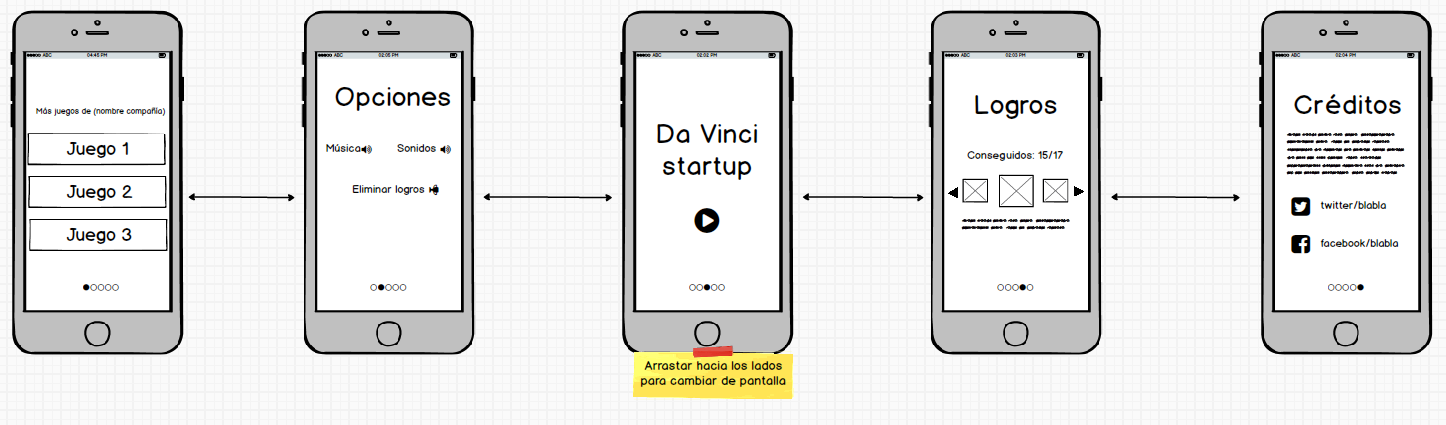 ABC 04:45 PM
Más juegos de (nombre compañía)
Juego 1
Juego 2
Juego 3
ABC 02:05 PM
Opciones
Música Sonidos
Eliminar logros
ABC 02:02 PM
Da Vinci
startup
Arrastar hacia los lados
para cambiar de pantalla
ABC 02:03 PM
Logros
Conseguidos: 15/17
ABC 02:04 PM
Créditos
twitter/blabla
facebook/blabla